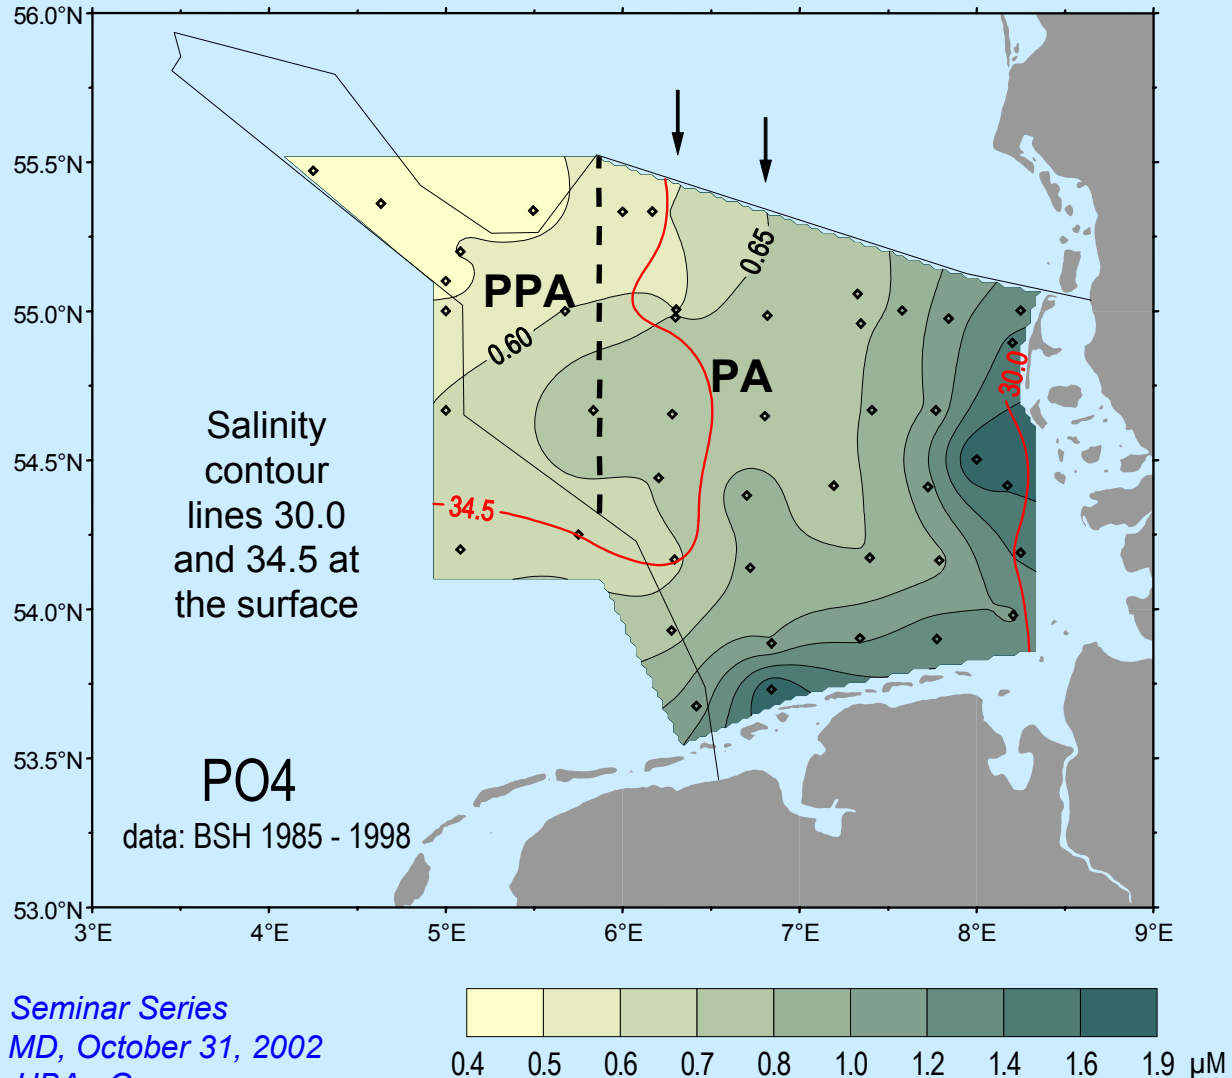 56.0°N
55.5°N
55.0°N
54.5°N
54.0°N
53.5°N
53.0°N
3°E 4°E 5°E 6°E 7°E 8°E 9°E
0.65
PPA
0.60
PA
30.0
34.5
Salinity
contour
lines 30.0
and 34.5 at
the surface
PO4
data: BSH 1985 - 1998
Seminar Series
MD, October 31, 2002
0.4 0.5 0.6 0.7 0.8 1.0 1.2 1.4 1.6 1.9 µM